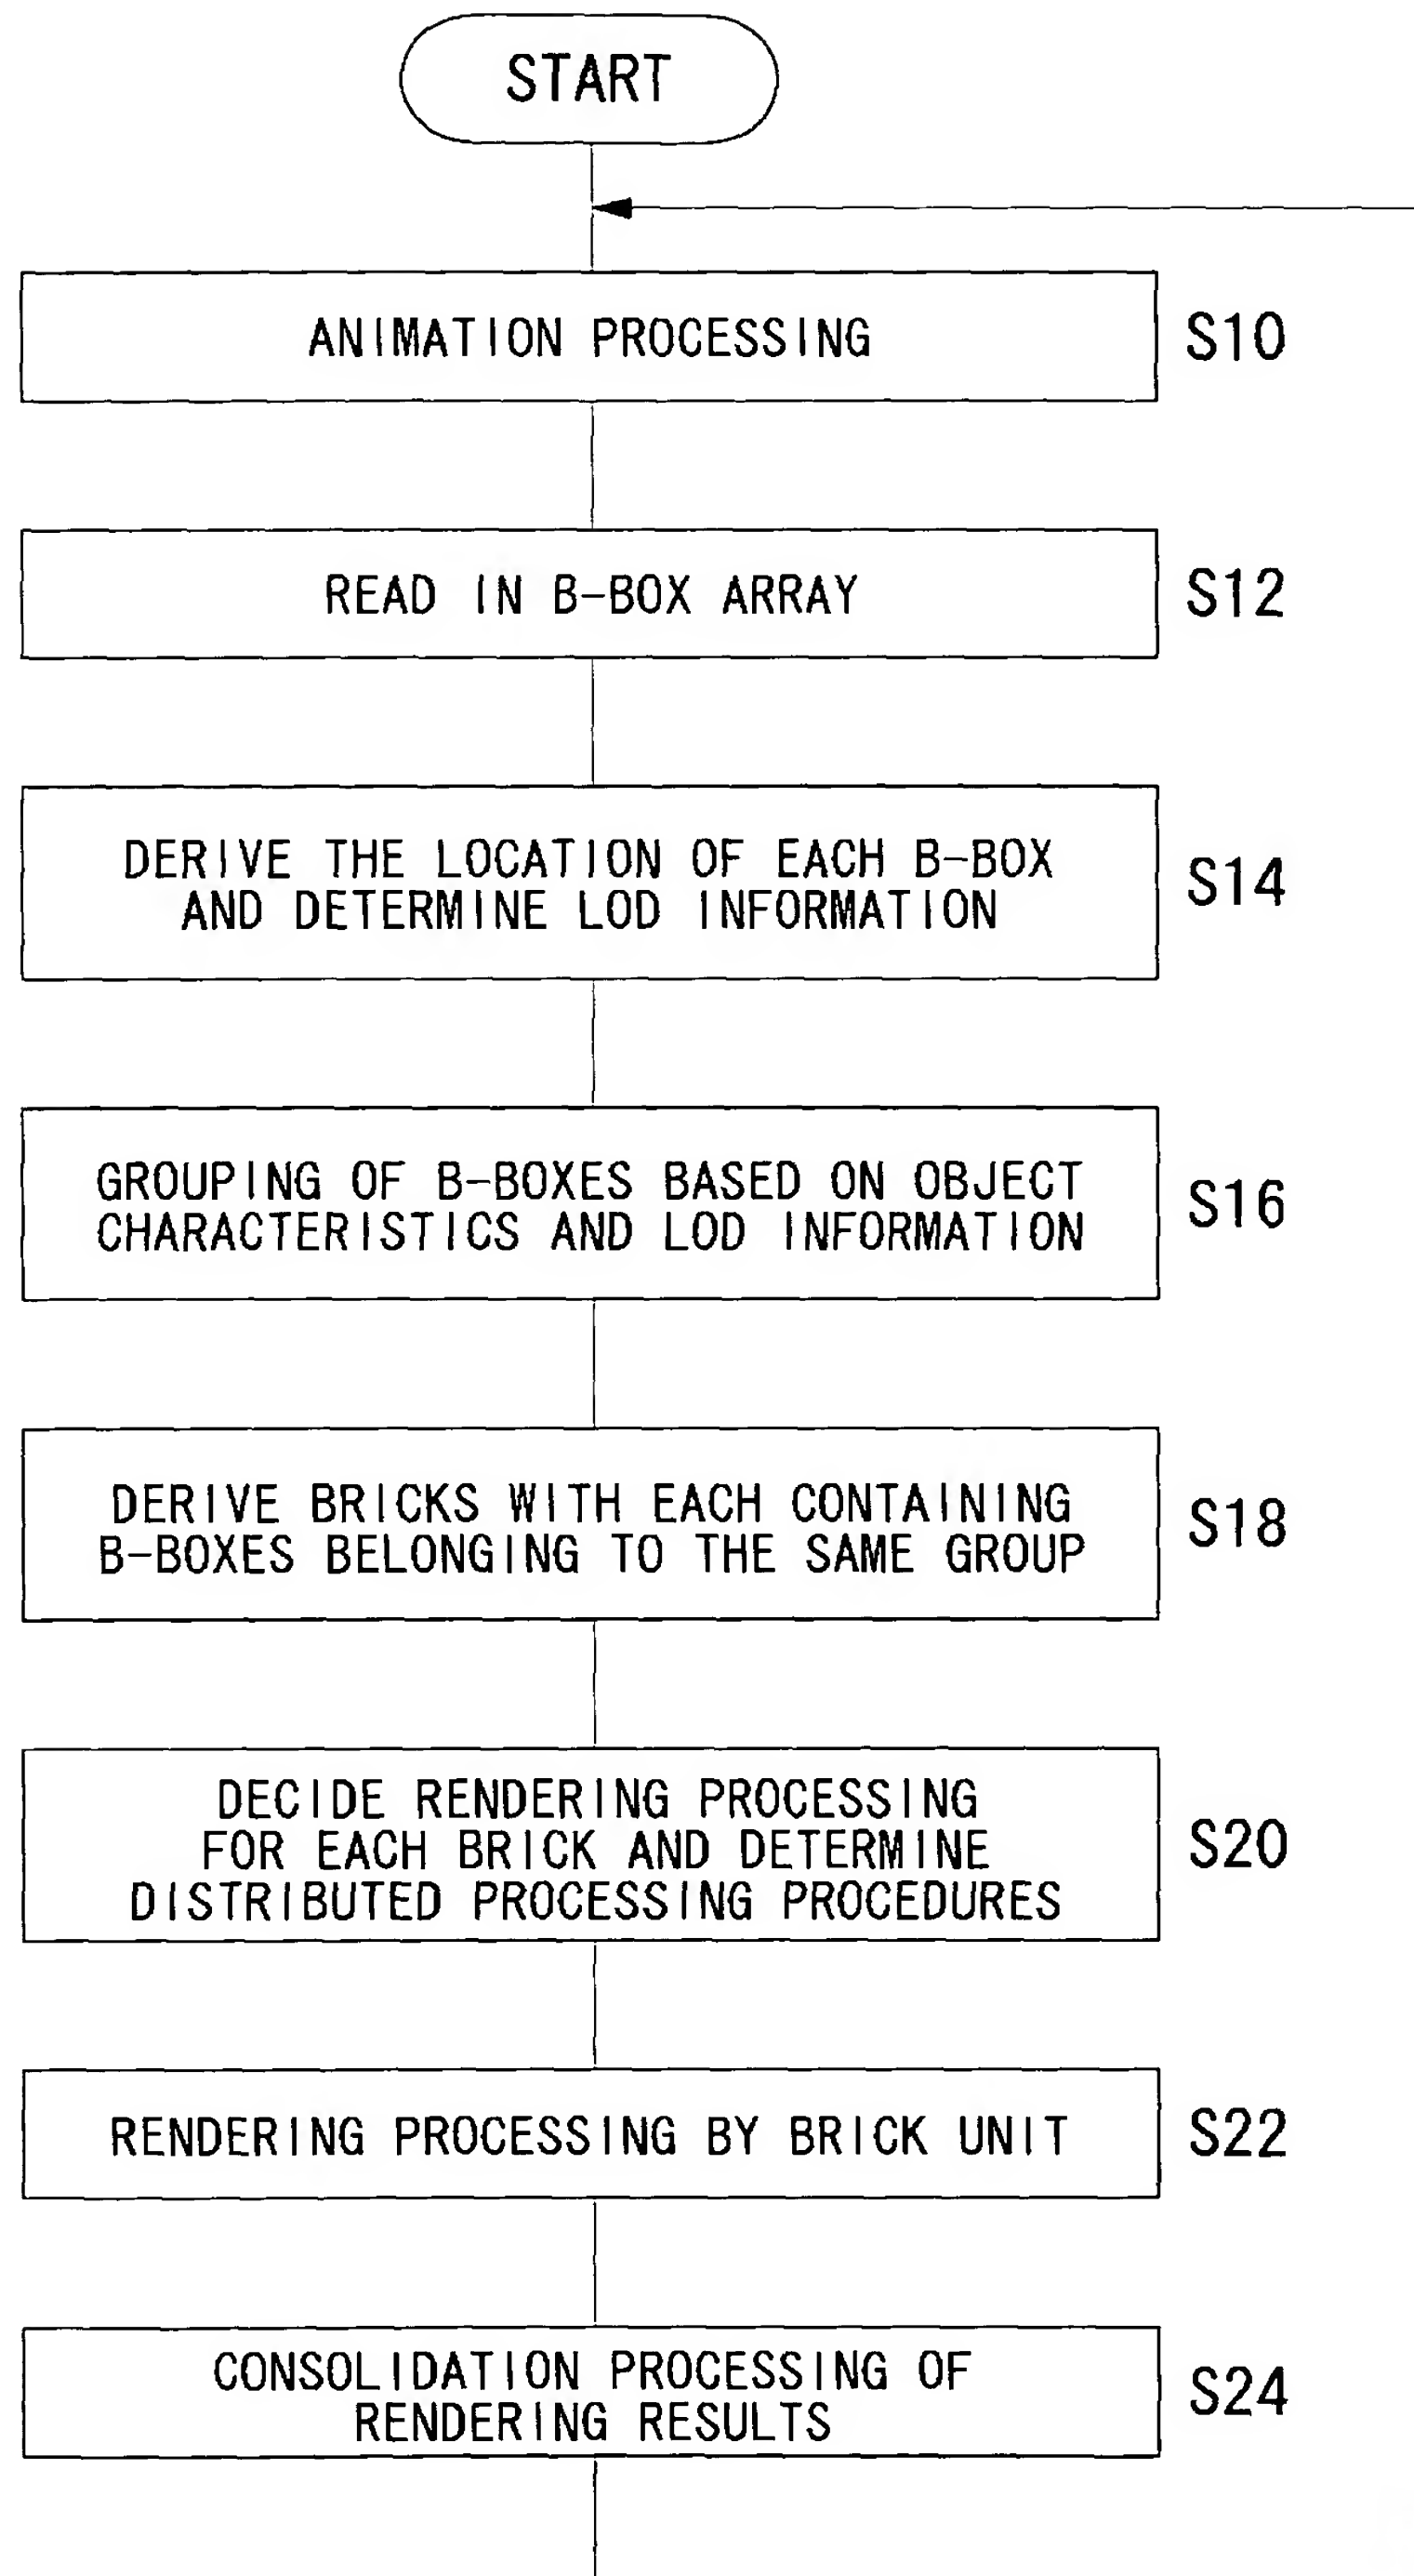 START
ANIMATION PROCESSING
S10
READ IN B-BOX ARRAY
S12
DERIVE THE LOCATION OF EACH B-BOX
AND DETERMINE LOD INFORMATION
S14
GROUPING OF B-BOXES BASED ON OBJECT
CHARACTERISTICS AND LOD INFORMATION
S16
DERIVE BRICKS WITH EACH CONTAINING
B-BOXES BELONGING TO THE SAME GROUP
S18
DECIDE RENDERING PROCESSING
FOR EACH BRICK AND DETERMINE
DISTRIBUTED PROCESSING PROCEDURES
S20
RENDERING PROCESSING BY BRICK UNIT
S22
CONSOLIDATION PROCESSING OF
RENDERING RESULTS
S24